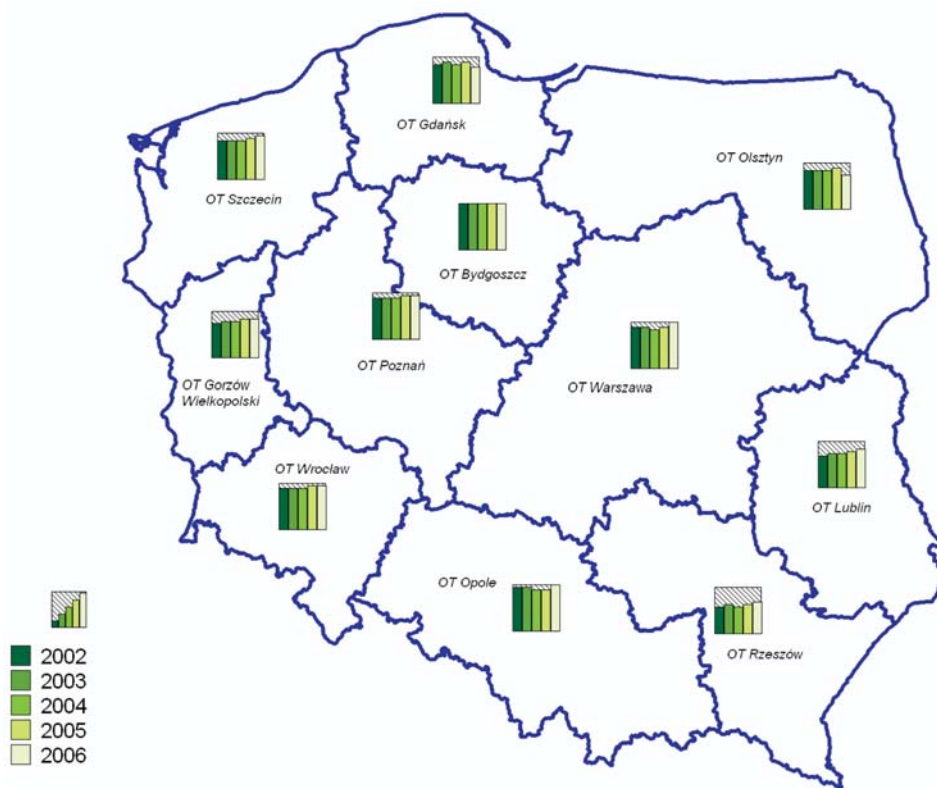 OT Gdańsk
OT Olsztyn
OT Szczecin
OT Bydgoszcz
OT Poznań
OT Gorzów
Wielkopolski
OT Warszawa
OT Wrocław
OT Lublin
OT Opole
OT Rzeszów
2002
2003
2004
2005
2006